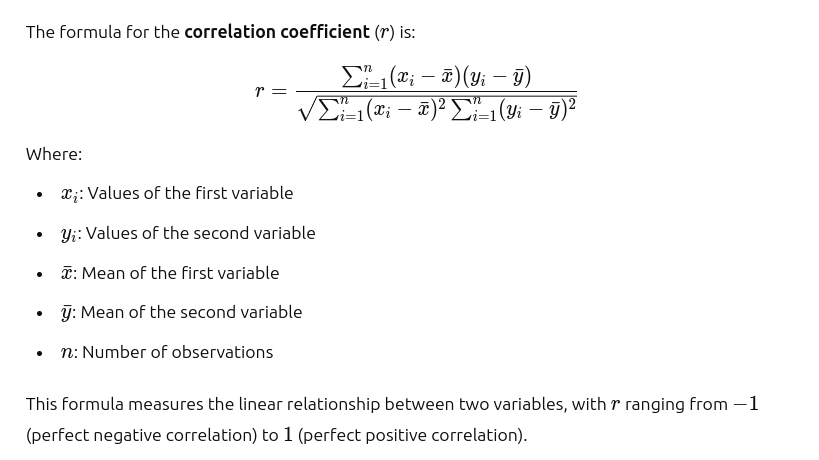 The formula for the correlation coefficient (r) is:
r = \frac{\sum_{i=1}^{n}(x_i - \bar{x})(y_i - \bar{y})}{\sqrt{\sum_{i=1}^{n}(x_i - \bar{x})^2 \sum_{i=1}^{n}(y_i - \bar{y})^2}}
Where:
• x_i: Values of the first variable
• y_i: Values of the second variable
• \bar{x}: Mean of the first variable
• \bar{y}: Mean of the second variable
• n: Number of observations
This formula measures the linear relationship between two variables, with r ranging from −1
(perfect negative correlation) to 1 (perfect positive correlation).